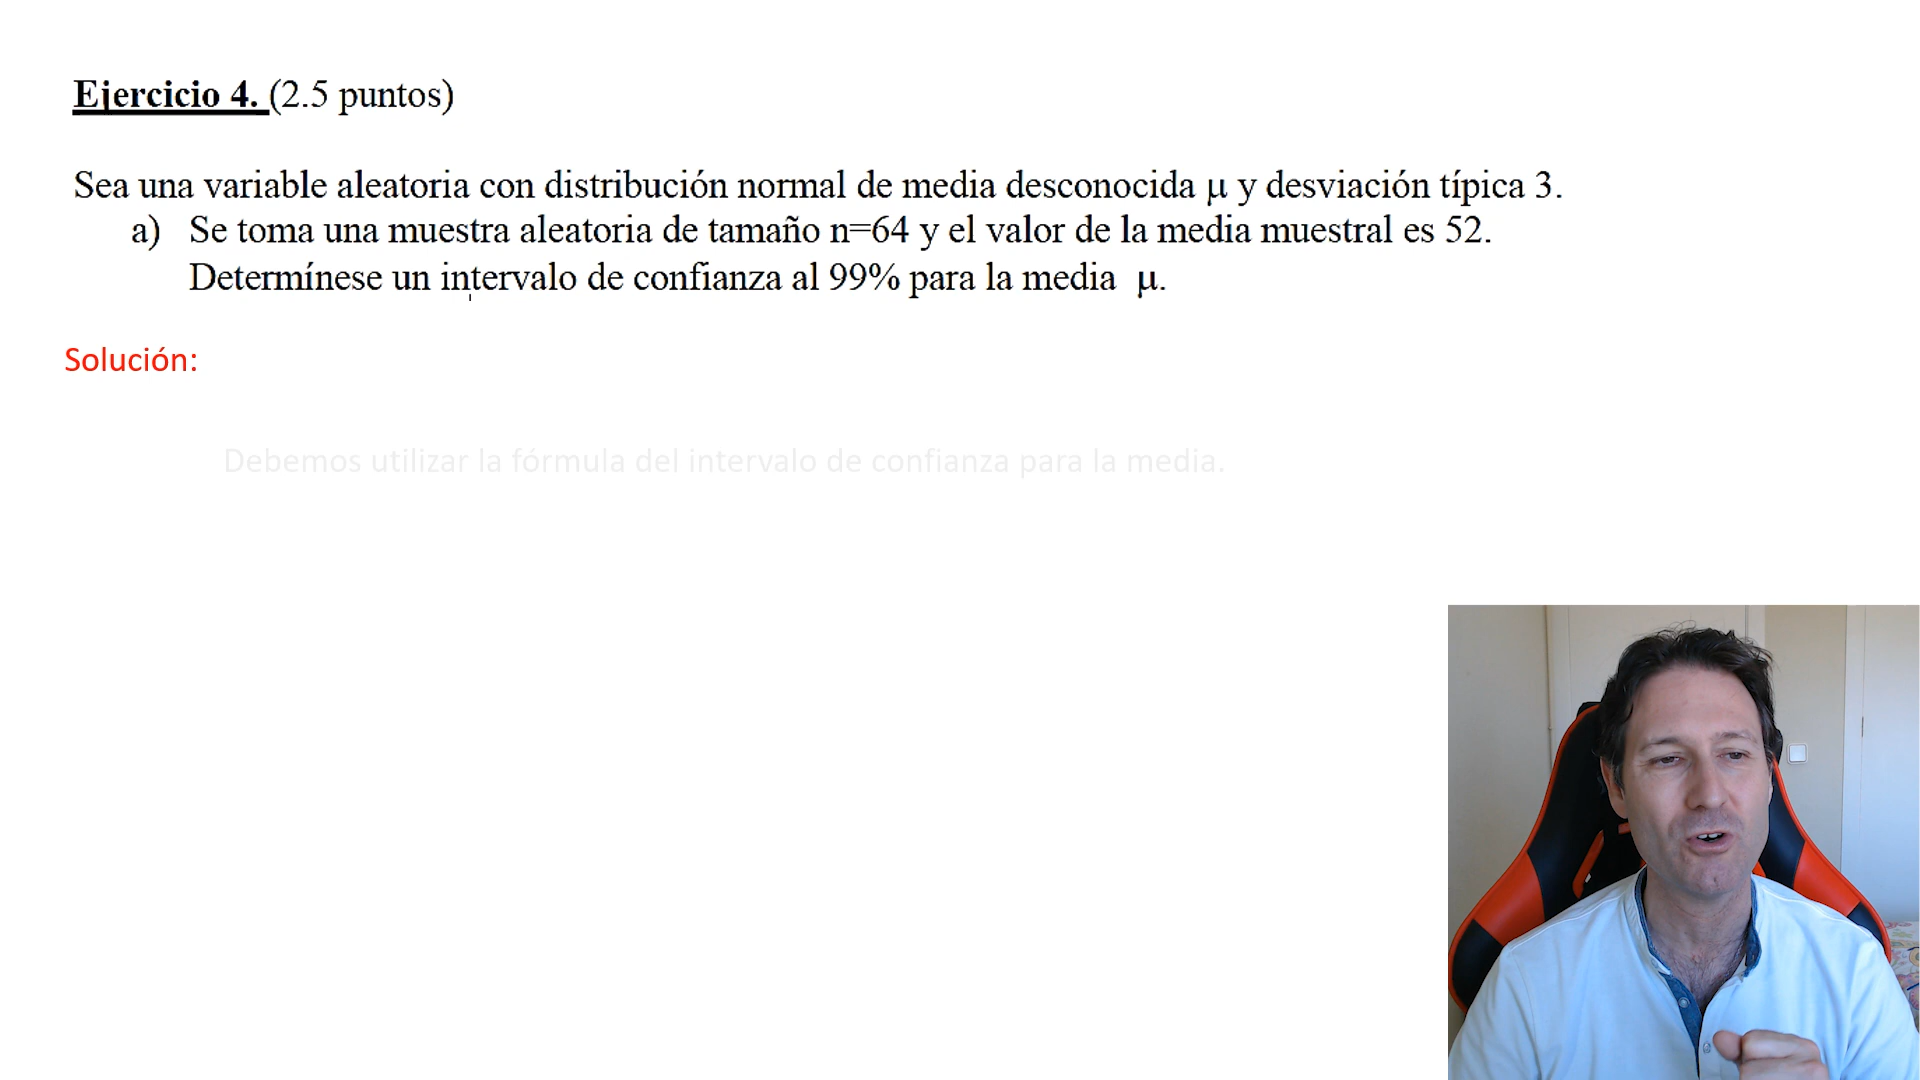 Ejercicio 4. (2.5 puntos)
Sea una variable aleatoria con distribución normal de media desconocida μ y desviación típica 3.
a) Se toma una muestra aleatoria de tamaño n=64 y el valor de la media muestral es 52.
Determínese un intervalo de confianza al 99% para la media μ.
Solución:
Debemos utilizar la fórmula del intervalo de confianza para la media.